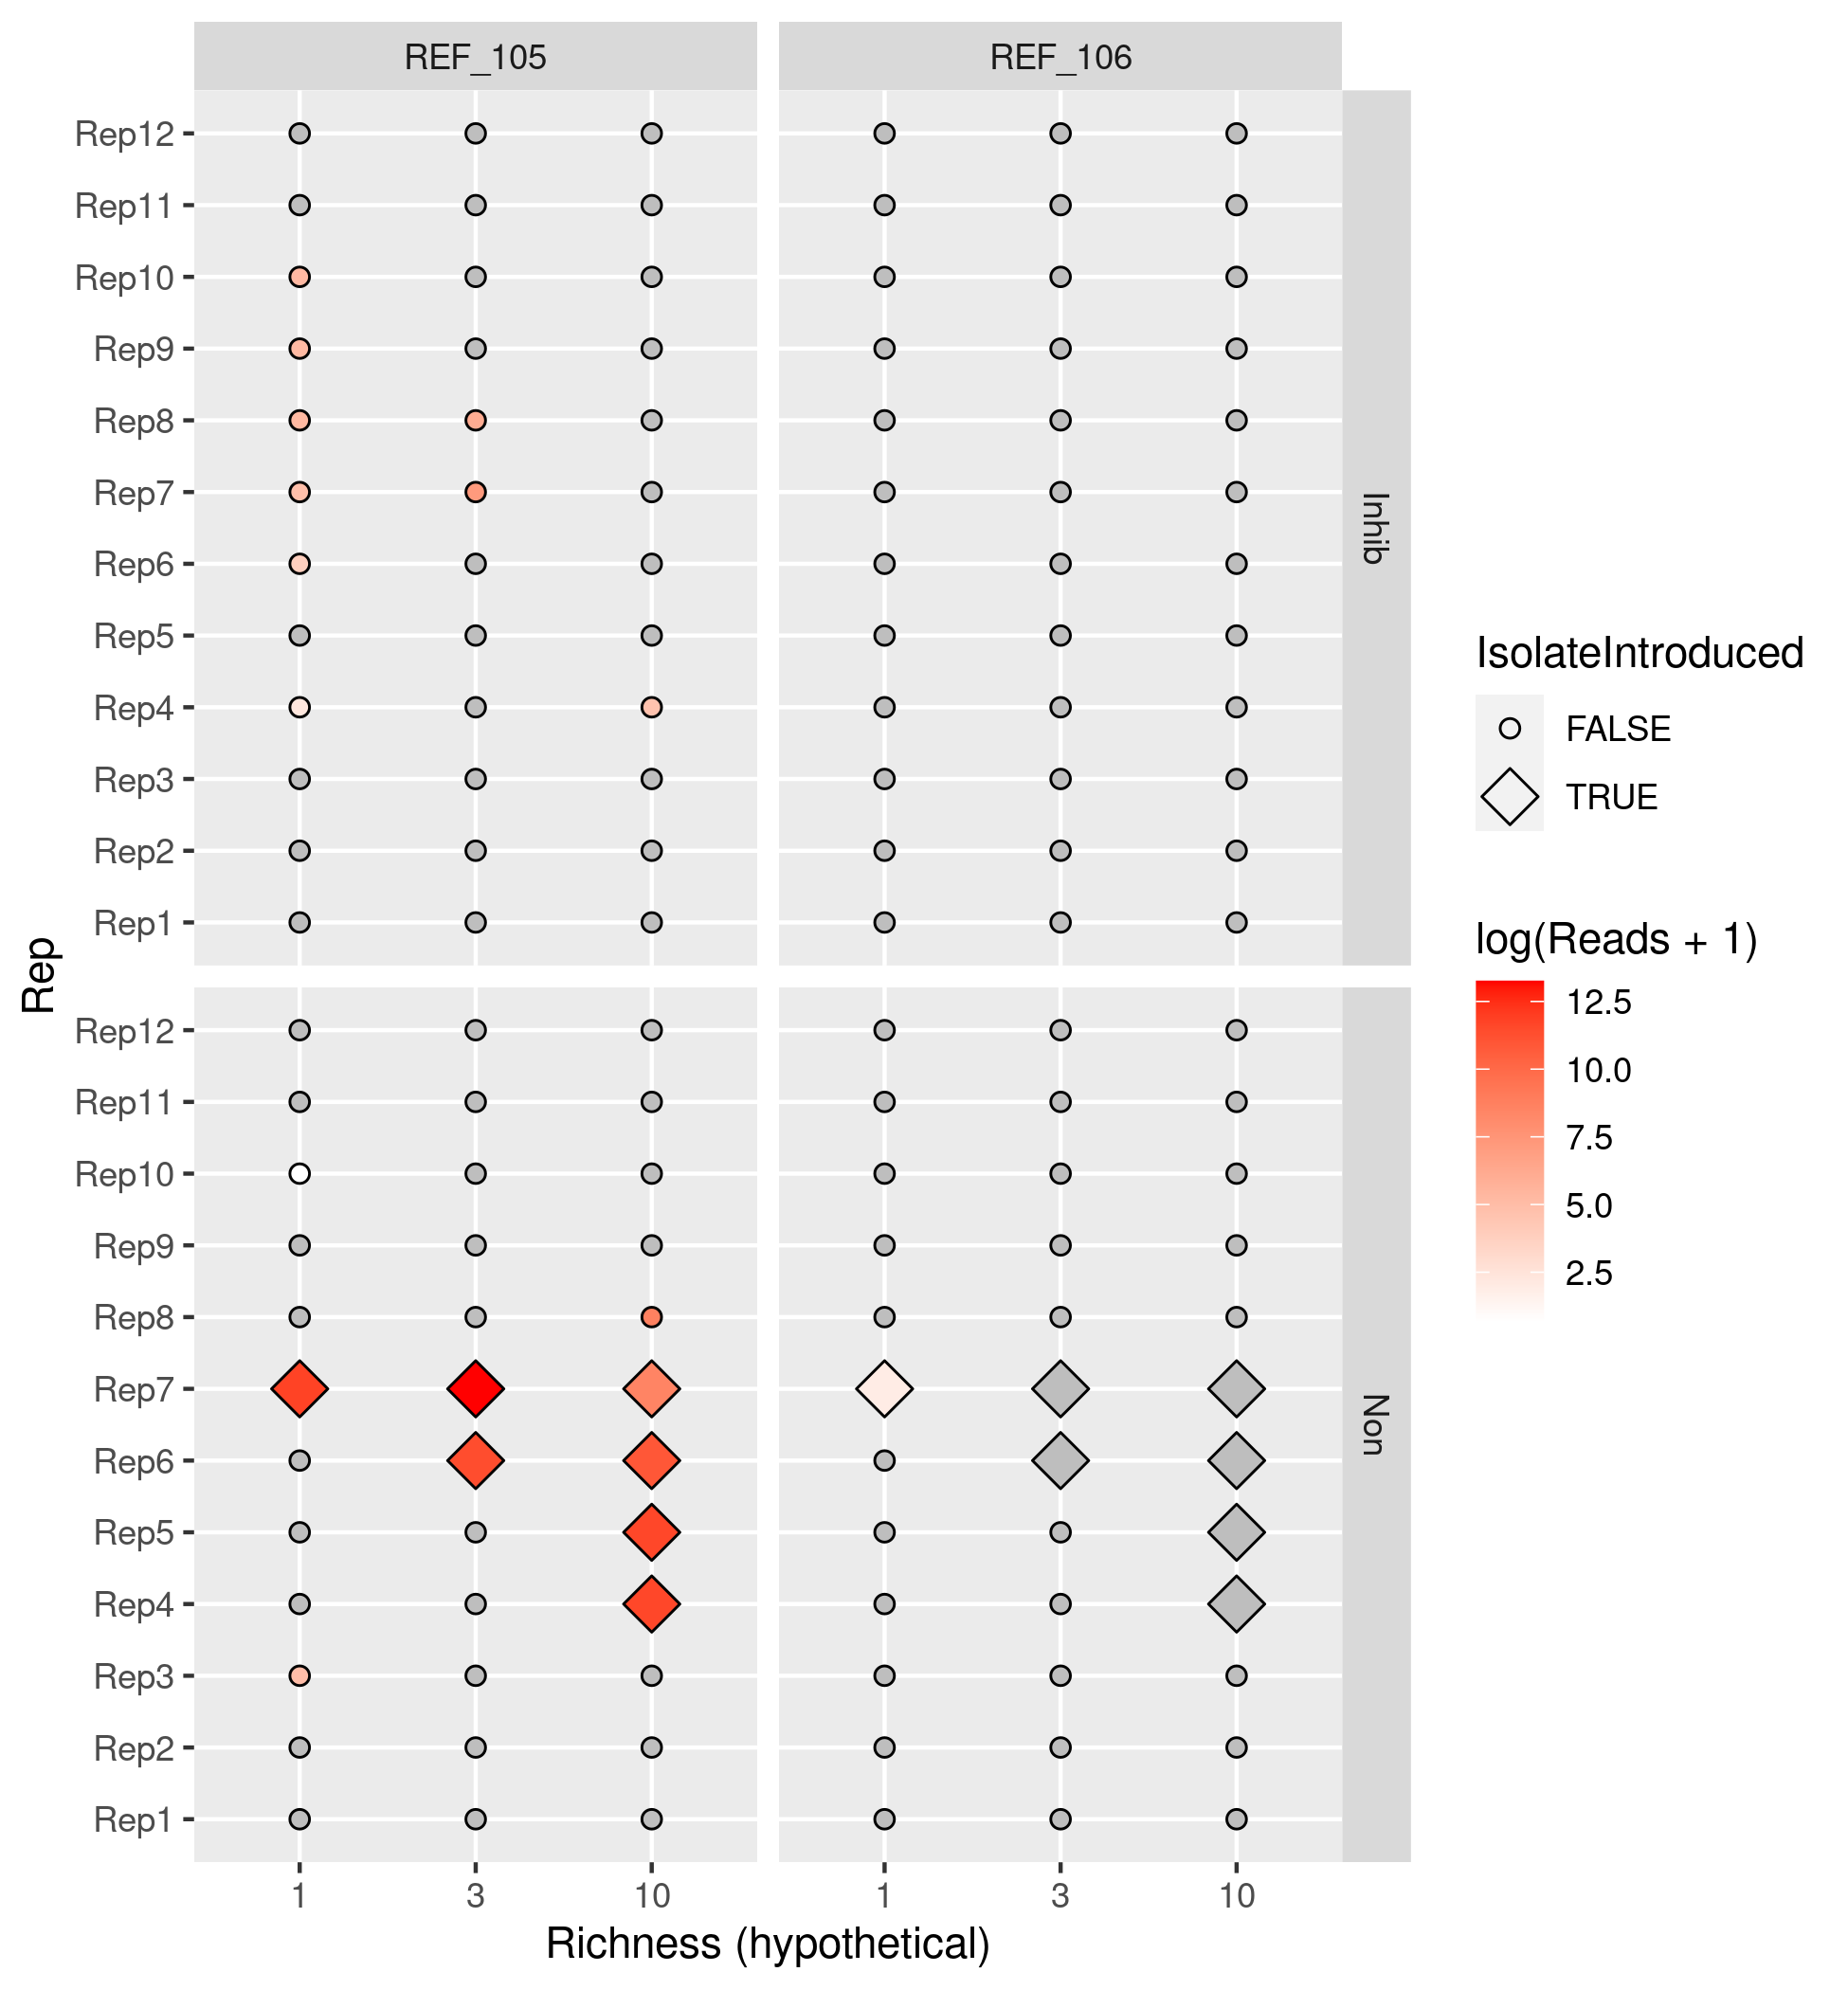 REF_105 REF_106
Rep12
Rep11
Rep10
Rep9
Rep8
Rep7
Rep6
Rep5
Rep4
Rep3
Rep2
Rep1
Inhib
Rep12
Rep11
Rep10
Rep9
Rep8
Rep7
Rep6
Rep5
Rep4
Rep3
Rep2
Rep1
Non
Rep
1 3 10 1 3 10
Richness (hypothetical)
IsolateIntroduced
FALSE
TRUE
log(Reads + 1)
12.5
10.0
7.5
5.0
2.5